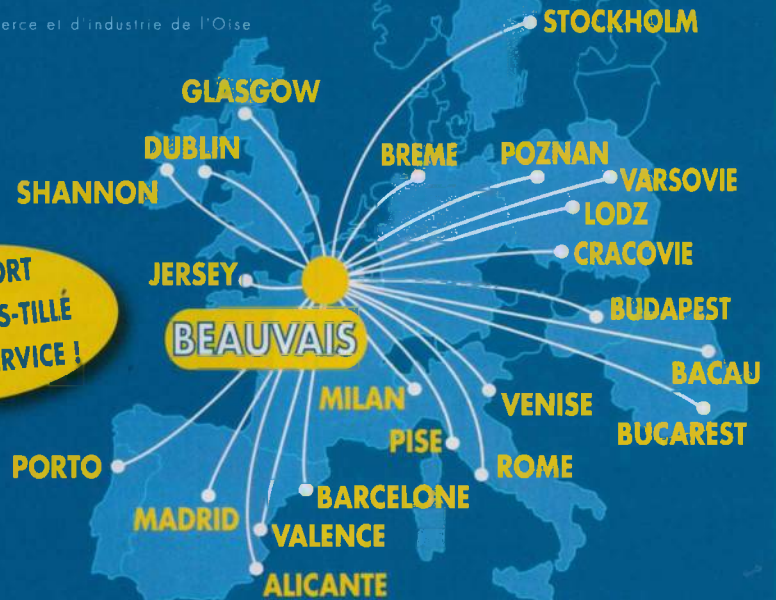 erce et d'industrie de l'Oise
STOCKHOLM
GLASGOW
DUBLIN
BREME
POZNAN
SHANNON
VARSOVIE
LODZ
CRACOVIE
ORT
S-TILLÉ
ERVICE !
JERSEY
BUDAPEST
BEAUVAIS
BACAU
MILAN
VENISE
BUCAREST
PISE
PORTO
ROME
BARCELONE
MADRID
VALENCE
ALICANTE